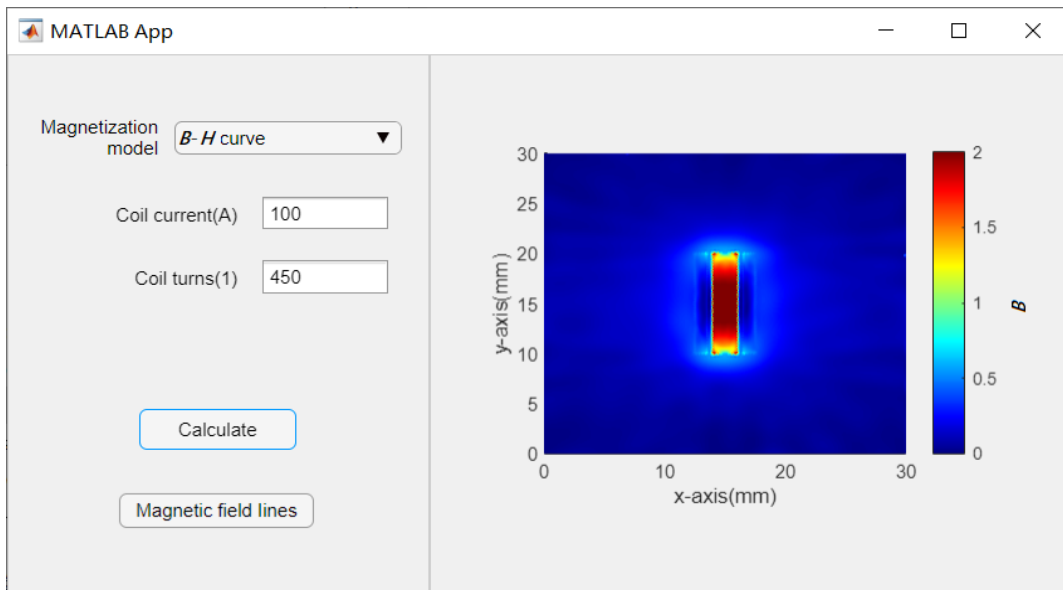 MATLAB App
Magnetization
model
B- H curve
Coil current(A)
100
Coil turns(1)
450
Calculate
Magnetic field lines
30
25
20
15
10
5
0
y-axis(mm)
0
10
20
30
x-axis(mm)
2
1.5
1
0.5
0
B